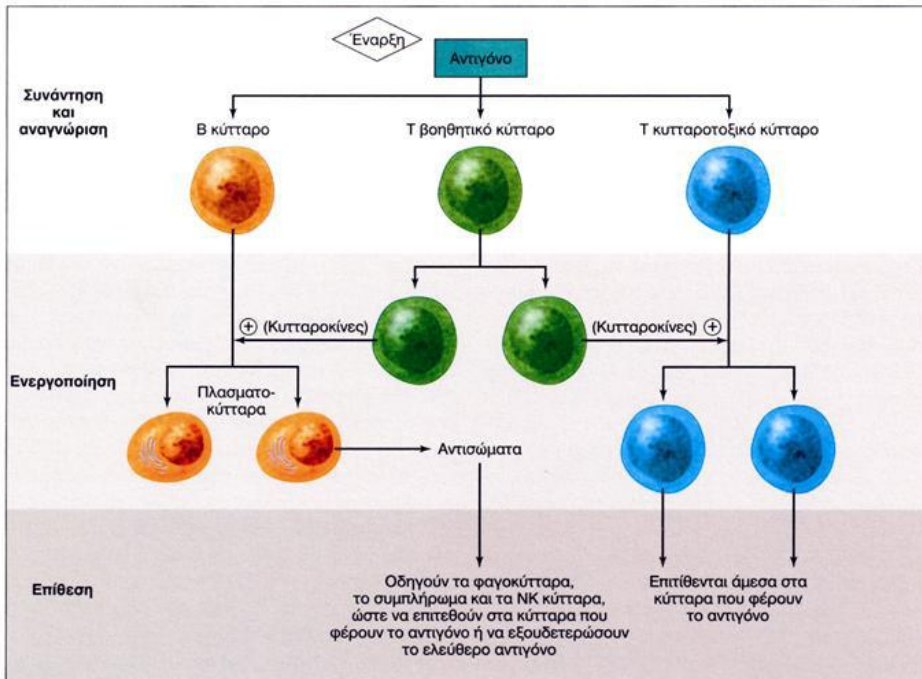 Έναρξη
Αντιγόνο
Συνάντηση
και
αναγνώριση
Β κύτταρο
Τ βοηθητικό κύτταρο
Τ κυτταροτοξικό κύτταρο
+ (Κυτταροκίνες)
(Κυτταροκίνες) +
Ενεργοποίηση
Πλασματο-
κύτταρα
Αντισώματα
Επίθεση
Οδηγούν τα φαγοκύτταρα,
το συμπλήρωμα και τα ΝΚ κύτταρα,
ώστε να επιτεθούν στα κύτταρα που
φέρουν το αντιγόνο ή να εξουδετερώσουν
το ελεύθερο αντιγόνο
Επιτίθενται άμεσα στα
κύτταρα που φέρουν
το αντιγόνο